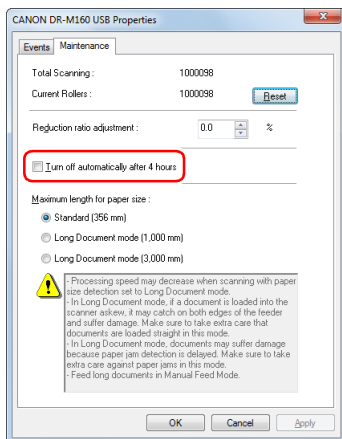 CANON DR-M160 USB Properties
Events Maintenance
Total Scanning : 1000098
Current Rollers : 1000098 Reset
Reduction ratio adjustment : 0.0 %
Turn off automatically after 4 hours
Maximum length for paper size :
Standard (356 mm)
Long Document mode (1,000 mm)
Long Document mode (3,000 mm)
- Processing speed may decrease when scanning with paper
size detection set to Long Document mode.
- In Long Document mode, if a document is loaded into the
scanner askew, it may catch on both edges of the feeder
and suffer damage. Make sure to take extra care that
documents are loaded straight in this mode.
- In Long Document mode, documents may suffer damage
because paper jam detection is delayed. Make sure to take
extra care against paper jams in this mode.
- Feed long documents in Manual Feed Mode.
OK Cancel Apply